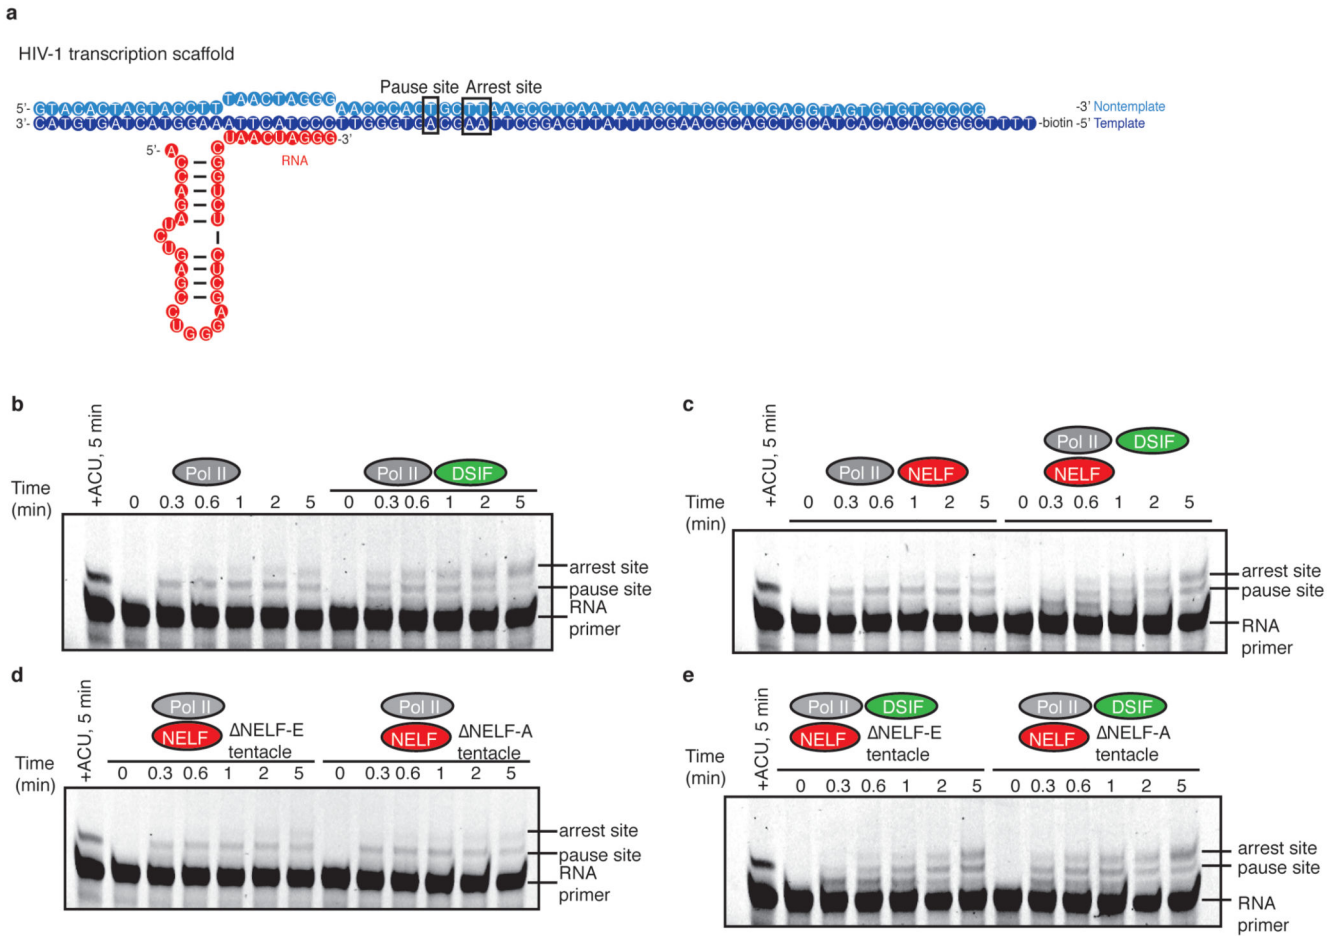 a
HIV-1 transcription scaffold
Pause site Arrest site
TAACTAGGG
5'- GTACACTAGTACCTT AACCCACTGCTTAAGCCTCAATAAAGCTTGCGTCGACGTAGTGTGTGCCCG -3' Nontemplate
3'- CATGTGATCATGGAAATTCATCCCTTGGGTGACGAATTCGGAGTTATTTCGAACGCAGCTGCATCACACACGGGCTTTT -biotin -5' Template
UAACUAGGG -3'
5'- A C
RNA
C G
C G
A U
G C
U A U
C
U G C
A U
G C
C G
C A
U G G G
b
+ACU, 5 min
Pol II Pol II DSIF
Time (min) 0 0.3 0.6 1 2 5 0 0.3 0.6 1 2 5
arrest site
pause site
RNA primer
c
+ACU, 5 min
Pol II DSIF
Pol II NELF NELF
Time (min) 0 0.3 0.6 1 2 5 0 0.3 0.6 1 2 5
arrest site
pause site
RNA primer
d
+ACU, 5 min
Pol II Pol II
NELF ΔNELF-E tentacle NELF ΔNELF-A tentacle
Time (min) 0 0.3 0.6 1 2 5 0 0.3 0.6 1 2 5
arrest site
pause site
RNA primer
e
+ACU, 5 min
Pol II DSIF Pol II DSIF
NELF ΔNELF-E tentacle NELF ΔNELF-A tentacle
Time (min) 0 0.3 0.6 1 2 5 0 0.3 0.6 1 2 5
arrest site
pause site
RNA primer